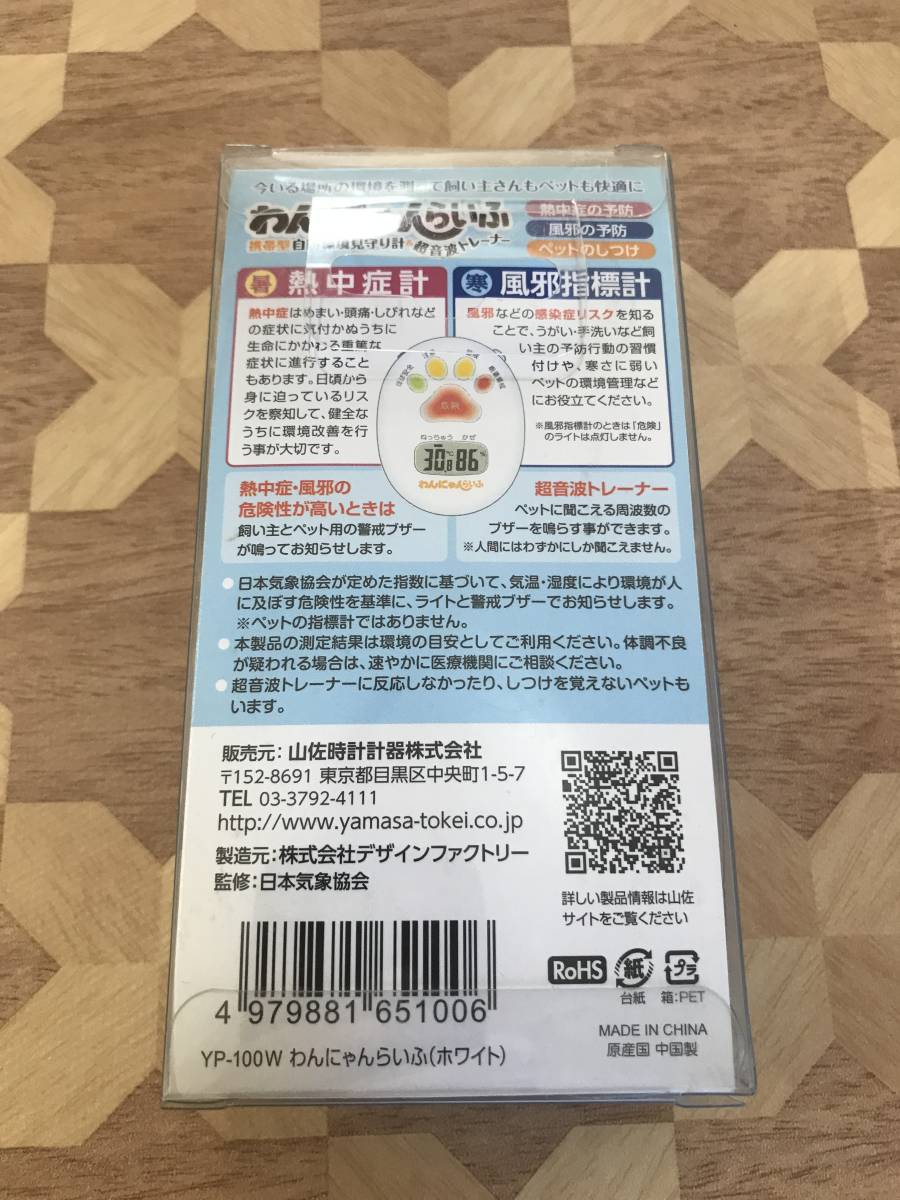 今いる場所の環境を測って飼い主さんもペットも快適に
わんにゃんらいふ
携帯型 自動環境見守り計&超音波トレーナー
熱中症の予防
風邪の予防
ペットのしつけ
暑 熱中症計
熱中症はめまい・頭痛・しびれなど
の症状に気付かぬうちに
生命にかかわる重篤な
症状に進行すること
もあります。日頃から
身に迫っているリス
クを察知して、健全な
うちに環境改善を行
う事が大切です。
寒 風邪指標計
風邪などの感染症リスクを知る
ことで、うがい・手洗いなど飼
い主の予防行動の習慣
付けや、寒さに弱い
ペットの環境管理など
にお役立てください。
※風邪指標計のときは「危険」
のライトは点灯しません。
ほぼ安全
危険
ねっちゅう かぜ
30.8℃ 86%
わんにゃんらいふ
熱中症・風邪の
危険性が高いときは
飼い主とペット用の警戒ブザー
が鳴ってお知らせします。
超音波トレーナー
ペットに聞こえる周波数の
ブザーを鳴らす事ができます。
※人間にはわずかにしか聞こえません。
●日本気象協会が定めた指数に基づいて、気温・湿度により環境が人
に及ぼす危険性を基準に、ライトと警戒ブザーでお知らせします。
※ペットの指標計ではありません。
●本製品の測定結果は環境の目安としてご利用ください。体調不良
が疑われる場合は、速やかに医療機関にご相談ください。
●超音波トレーナーに反応しなかったり、しつけを覚えないペットも
います。
販売元：山佐時計計器株式会社
〒152-8691 東京都目黒区中央町1-5-7
TEL 03-3792-4111
http://www.yamasa-tokei.co.jp
製造元：株式会社デザインファクトリー
監修：日本気象協会
詳しい製品情報は山佐
サイトをご覧ください
RoHS 紙 プラ
台紙 箱：PET
4 979881 651006
MADE IN CHINA
原産国 中国製
YP-100W わんにゃんらいふ(ホワイト)